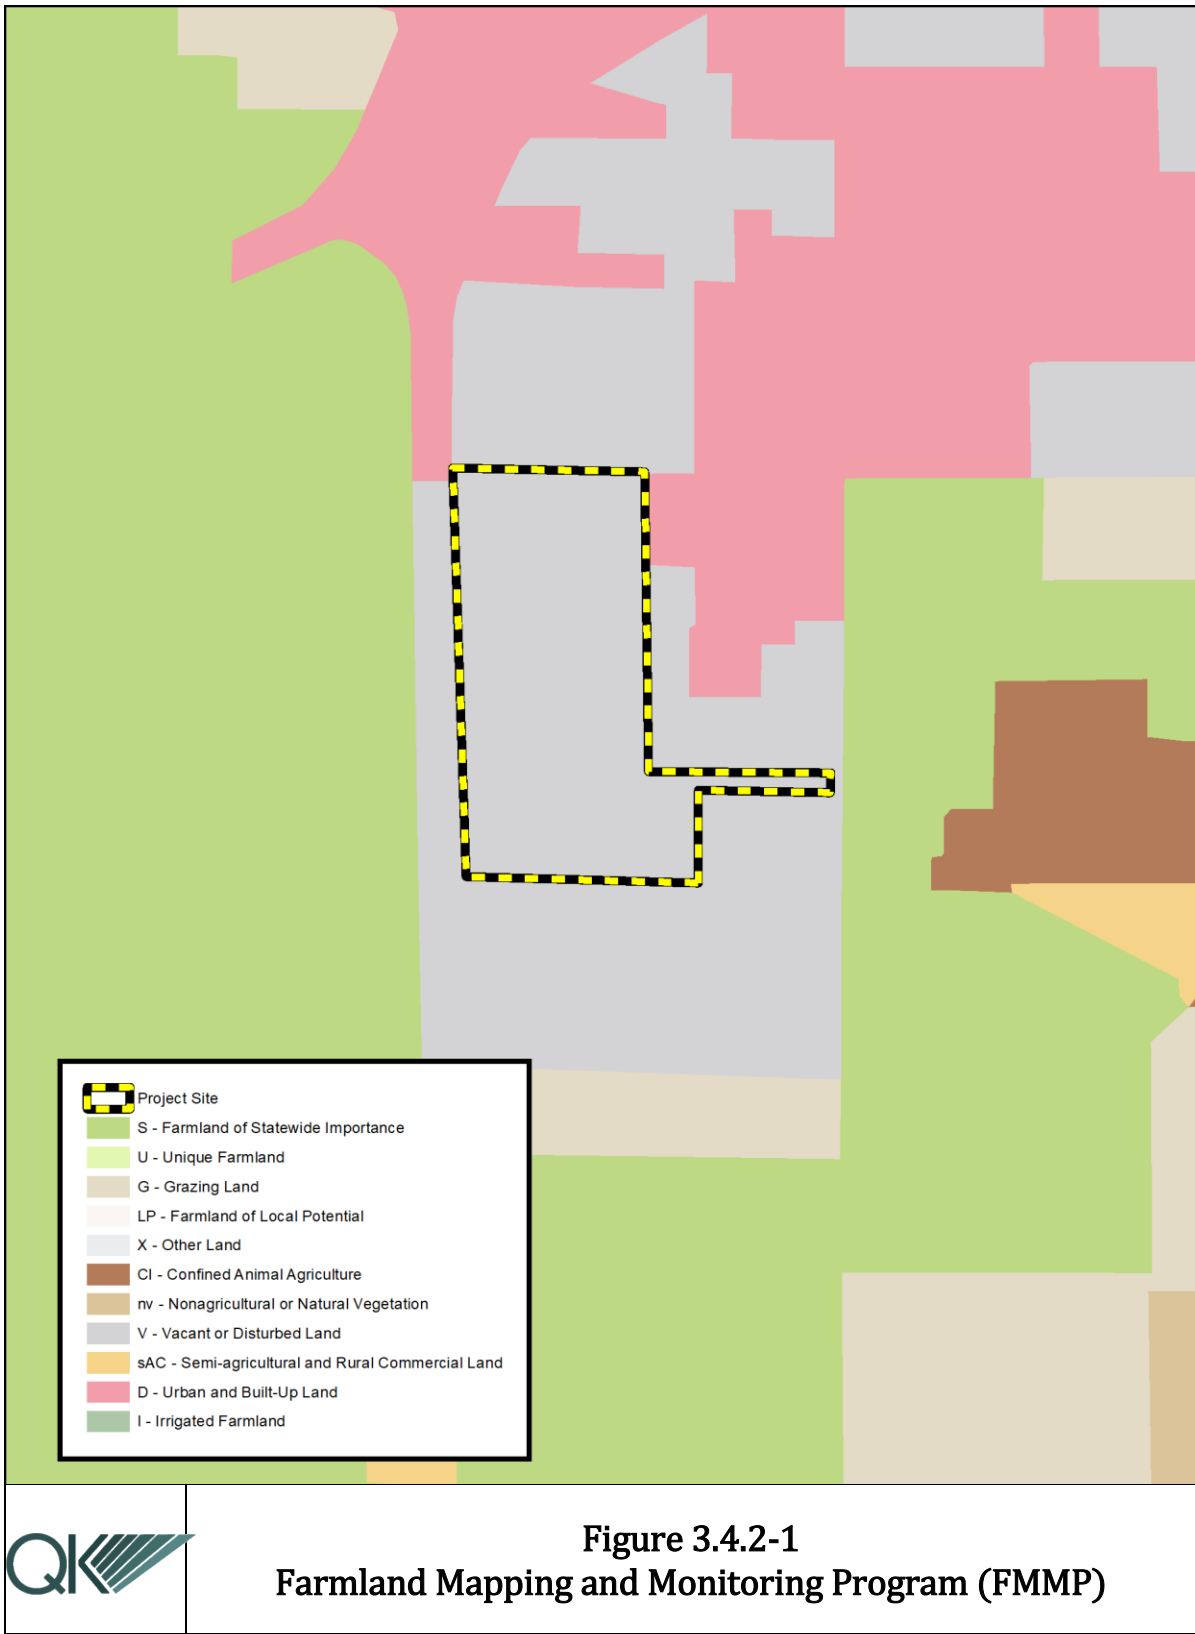 Project Site
S - Farmland of Statewide Importance
U - Unique Farmland
G - Grazing Land
LP - Farmland of Local Potential
X - Other Land
CI - Confined Animal Agriculture
nv - Nonagricultural or Natural Vegetation
V - Vacant or Disturbed Land
sAC - Semi-agricultural and Rural Commercial Land
D - Urban and Built-Up Land
I - Irrigated Farmland
QK
Figure 3.4.2-1
Farmland Mapping and Monitoring Program (FMMP)